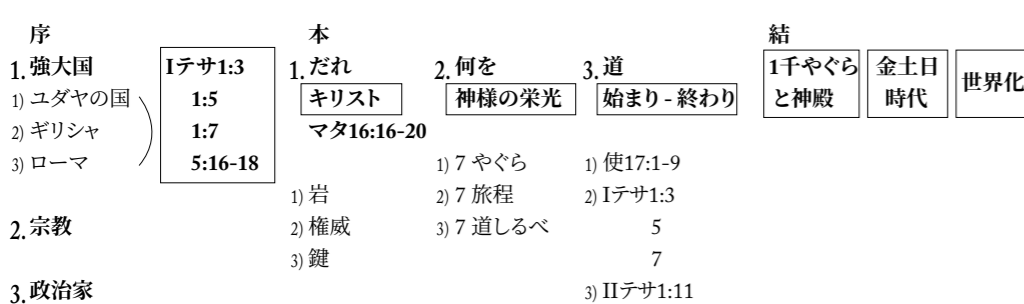 序
1. 強大国
1) ユダヤの国
2) ギリシャ
3) ローマ
2. 宗教
3. 政治家
Iテサ1:3
1:5
1:7
5:16-18
本
1. だれ
キリスト
マタ16:16-20
1) 岩
2) 権威
3) 鍵
2. 何を
神様の栄光
1) 7 やぐら
2) 7 旅程
3) 7 道しるべ
3. 道
始まり - 終わり
1) 使17:1-9
2) Iテサ1:3
5
7
3) IIテサ1:11
結
1千やぐら
と神殿
金土日
時代
世界化